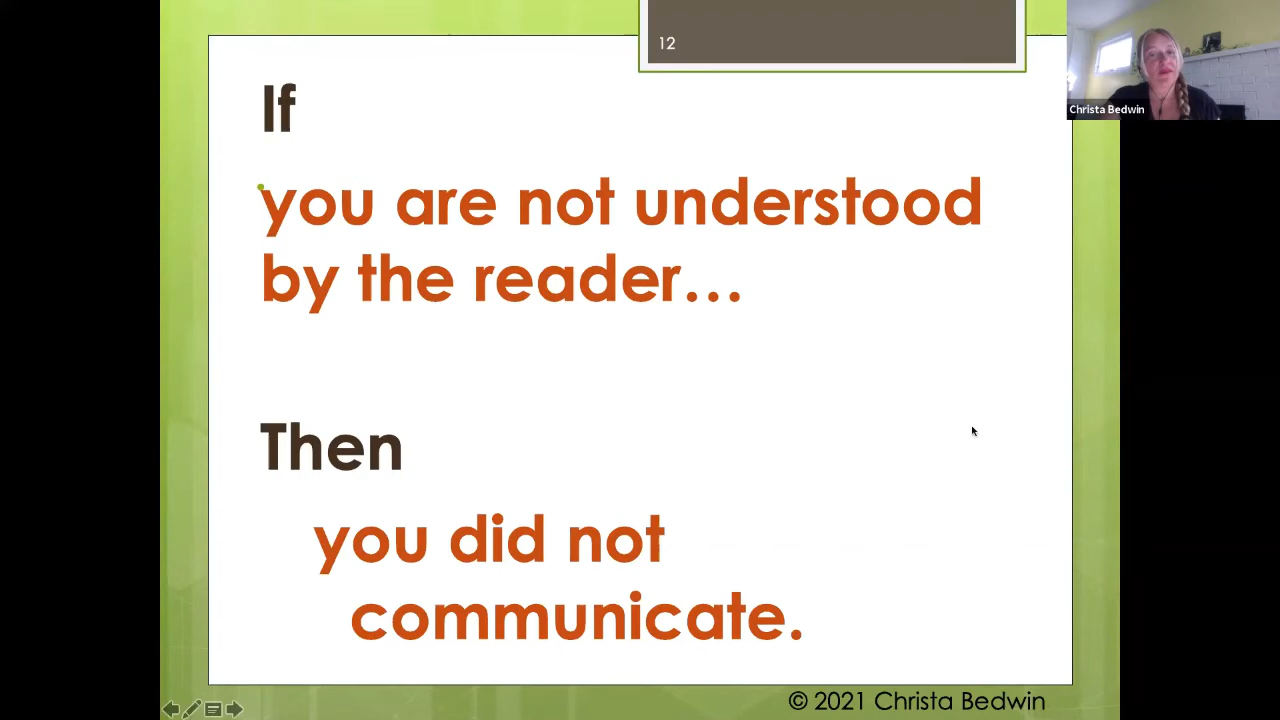 12
Christa Bedwin
If
you are not understood
by the reader…
Then
you did not
communicate.
© 2021 Christa Bedwin